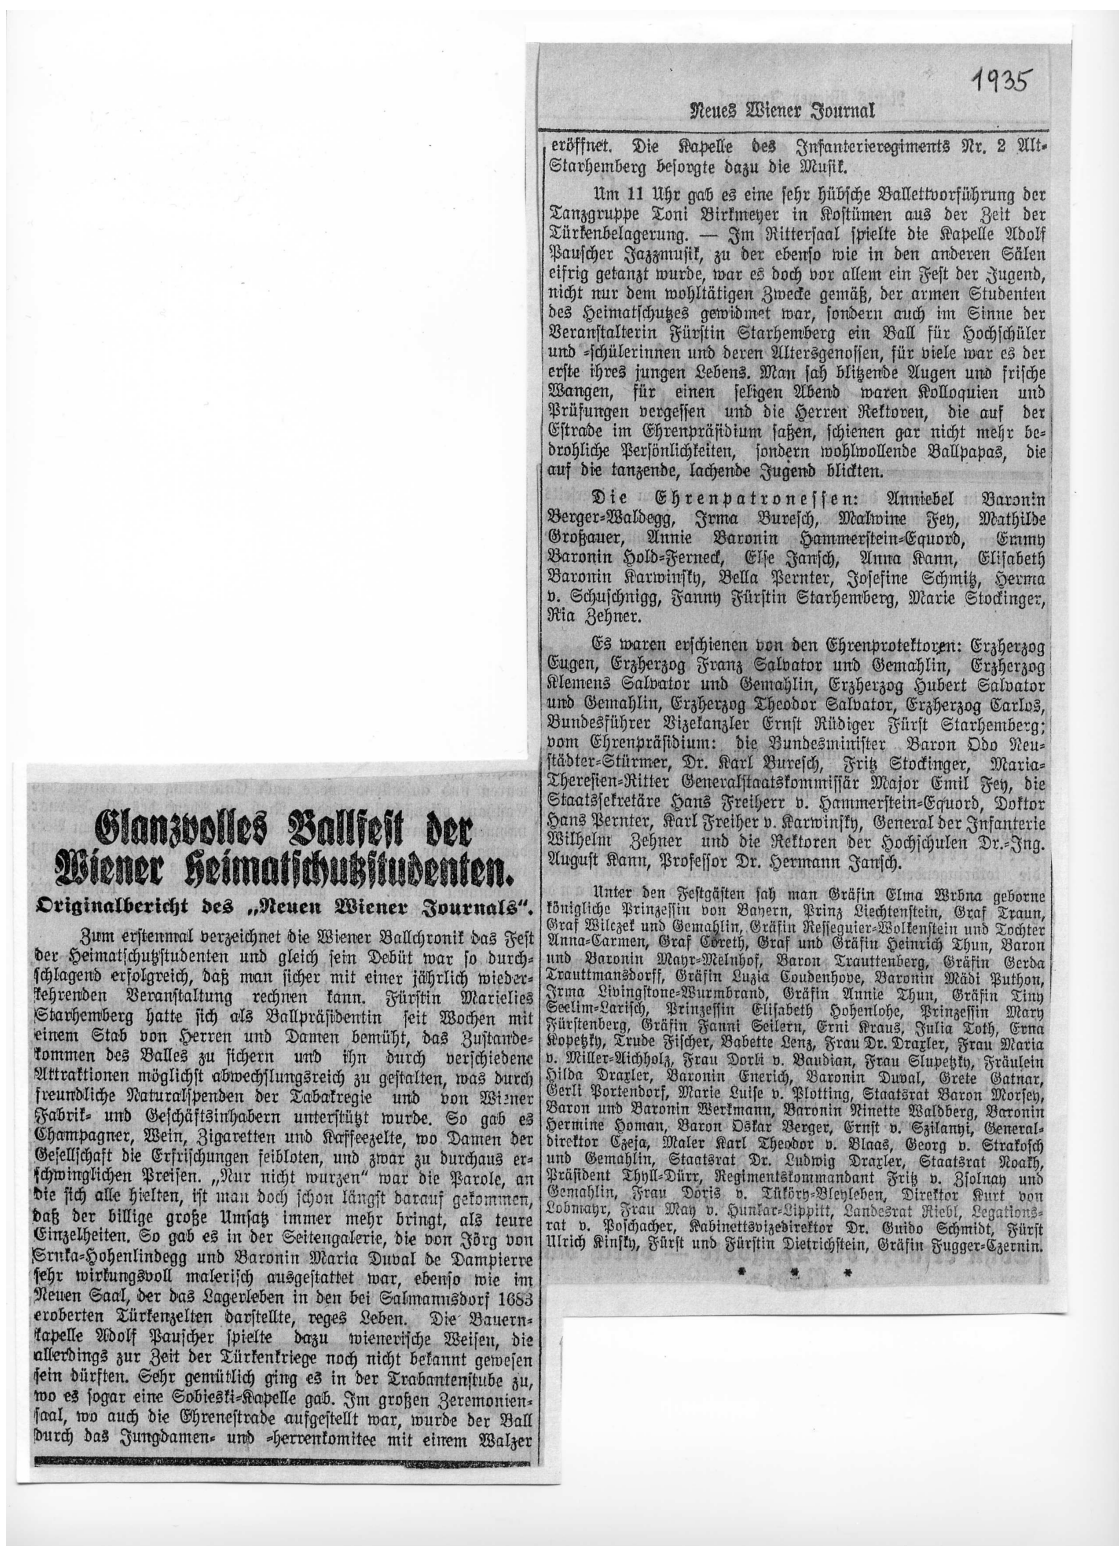 Glanzvolles Ballfest der
Wiener Heimatschutzstudenten.
Originalbericht des „Neuen Wiener Journals“.
Zum erstenmal verzeichnet die Wiener Ballchronik das Fest
der Heimatschutzstudenten und gleich sein Debüt war so durch-
schlagend erfolgreich, daß man sicher mit einer jährlich wieder-
kehrenden Veranstaltung rechnen kann. Fürstin Marielies
Starhemberg hatte sich als Ballpräsidentin seit Wochen mit
einem Stab von Herren und Damen bemüht, das Zustande-
kommen des Balles zu sichern und ihn durch verschiedene
Attraktionen möglichst abwechslungsreich zu gestalten, was durch
freundliche Naturalspenden der Tabakregie und von Wiener
Fabrik- und Geschäftsinhabern unterstützt wurde. So gab es
Champagner, Wein, Zigaretten und Kaffeezelte, wo Damen der
Gesellschaft die Erfrischungen feilboten, und zwar zu durchaus er-
schwinglichen Preisen. „Nur nicht wurzen“ war die Parole, an
die sich alle hielten, ist man doch schon längst darauf gekommen,
daß der billige große Umsatz immer mehr bringt, als teure
Einzelheiten. So gab es in der Seitengalerie, die von Jörg von
Srnka-Hohenlindegg und Baronin Maria Duval de Dampierre
sehr wirkungsvoll malerisch ausgestattet war, ebenso wie im
Neuen Saal, der das Lagerleben in den bei Salmannsdorf 1683
eroberten Türkenzelten darstellte, reges Leben. Die Bauern-
kapelle Adolf Pauscher spielte dazu wienerische Weisen, die
allerdings zur Zeit der Türkenkriege noch nicht bekannt gewesen
sein dürften. Sehr gemütlich ging es in der Trabantenstube zu,
wo es sogar eine Sobieski-Kapelle gab. Im großen Zeremonien-
saal, wo auch die Ehrenestrade aufgestellt war, wurde der Ball
durch das Jungdamen- und -herrenkomitee mit einem Walzer
1935
Neues Wiener Journal
eröffnet. Die Kapelle des Infanterieregiments Nr. 2 Alt-
Starhemberg besorgte dazu die Musik.
Um 11 Uhr gab es eine sehr hübsche Ballettvorführung der
Tanzgruppe Toni Birkmeyer in Kostümen aus der Zeit der
Türkenbelagerung. — Im Rittersaal spielte die Kapelle Adolf
Pauscher Jazzmusik, zu der ebenso wie in den anderen Sälen
eifrig getanzt wurde, war es doch vor allem ein Fest der Jugend,
nicht nur dem wohltätigen Zwecke gemäß, der armen Studenten
des Heimatschutzes gewidmet war, sondern auch im Sinne der
Veranstalterin Fürstin Starhemberg ein Ball für Hochschüler
und -schülerinnen und deren Altersgenossen, für viele war es der
erste ihres jungen Lebens. Man sah blitzende Augen und frische
Wangen, für einen seligen Abend waren Kolloquien und
Prüfungen vergessen und die Herren Rektoren, die auf der
Estrade im Ehrenpräsidium saßen, schienen gar nicht mehr be-
drohliche Persönlichkeiten, sondern wohlwollende Ballpapas, die
auf die tanzende, lachende Jugend blickten.
Die Ehrenpatronessen: Anniebel Baronin
Berger-Waldegg, Irma Buresch, Malwine Fey, Mathilde
Großauer, Annie Baronin Hammerstein-Equord, Emmy
Baronin Hold-Ferneck, Else Jansch, Anna Kann, Elisabeth
Baronin Karwinsky, Bella Pernter, Josefine Schmitz, Herma
v. Schuschnigg, Fanny Fürstin Starhemberg, Marie Stockinger,
Ria Zehner.
Es waren erschienen von den Ehrenprotektoren: Erzherzog
Eugen, Erzherzog Franz Salvator und Gemahlin, Erzherzog
Klemens Salvator und Gemahlin, Erzherzog Hubert Salvator
und Gemahlin, Erzherzog Theodor Salvator, Erzherzog Carlos,
Bundesführer Vizekanzler Ernst Rüdiger Fürst Starhemberg;
vom Ehrenpräsidium: die Bundesminister Baron Odo Neu-
städter-Stürmer, Dr. Karl Buresch, Fritz Stockinger, Maria-
Theresien-Ritter Generalstaatskommissär Major Emil Fey, die
Staatssekretäre Hans Freiherr v. Hammerstein-Equord, Doktor
Hans Pernter, Karl Freiher v. Karwinsky, General der Infanterie
Wilhelm Zehner und die Rektoren der Hochschulen Dr.-Ing.
August Kann, Professor Dr. Hermann Jansch.
Unter den Festgästen sah man Gräfin Elma Wrbna geborne
königliche Prinzessin von Bayern, Prinz Liechtenstein, Graf Traun,
Graf Wilczek und Gemahlin, Gräfin Resseguier-Wolkenstein und Tochter
Anna-Carmen, Graf Coreth, Graf und Gräfin Heinrich Thun, Baron
und Baronin Mayr-Melnhof, Baron Trauttenberg, Gräfin Gerda
Trauttmansdorff, Gräfin Luzia Coudenhove, Baronin Mädi Puthon,
Irma Livingstone-Wurmbrand, Gräfin Annie Thun, Gräfin Tiny
Seelim-Larisch, Prinzessin Elisabeth Hohenlohe, Prinzessin Mary
Fürstenberg, Gräfin Fanni Seilern, Erni Kraus, Julia Toth, Erna
Kopetzky, Trude Fischer, Babette Lenz, Frau Dr. Draxler, Frau Maria
v. Miller-Aichholz, Frau Dorli v. Baudian, Frau Slupetzky, Fräulein
Hilda Draxler, Baronin Enerich, Baronin Duval, Grete Gatnar,
Gerli Portendorf, Marie Luise v. Plotting, Staatsrat Baron Morsey,
Baron und Baronin Werkmann, Baronin Ninette Waldberg, Baronin
Hermine Homan, Baron Oskar Berger, Ernst v. Szilanyi, General-
direktor Czeja, Maler Karl Theodor v. Blaas, Georg v. Strakosch
und Gemahlin, Staatsrat Dr. Ludwig Draxler, Staatsrat Noakh,
Präsident Thyll-Dürr, Regimentskommandant Fritz v. Zsolnay und
Gemahlin, Frau Doris v. Tüköry-Bleyleben, Direktor Kurt von
Lobmayr, Frau May v. Hunlar-Lippitt, Landesrat Riebl, Legations-
rat v. Poschacher, Kabinettsvizedirektor Dr. Guido Schmidt, Fürst
Ulrich Kinsky, Fürst und Fürstin Dietrichstein, Gräfin Fugger-Czernin.
* * *